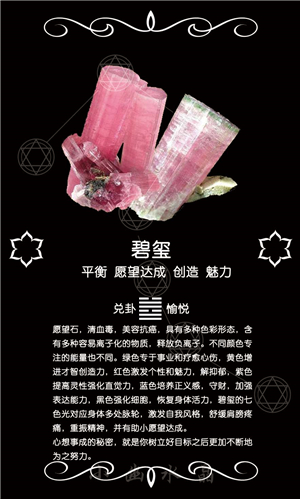 碧玺
平衡 愿望达成 创造 魅力
兑卦 愉悦
愿望石，清血毒，美容抗癌，具有多种色彩形态，含
有多种容易离子化的物质，释放负离子。不同颜色专
注的能量也不同。绿色专于事业和疗愈心伤，黄色增
进才智创造力，红色激发个性和魅力、解抑郁，紫色
提高灵性强化直觉力，蓝色培养正义感，守财，加强
表达能力，黑色强化细胞，恢复身体活力，碧玺的七
色光对应身体多处脉轮，激发自我风格，舒缓肩膀疼
痛，重振精神，并有助小愿望达成。
心想事成的秘密，就是你树立好目标之后更加不断地
为之努力。